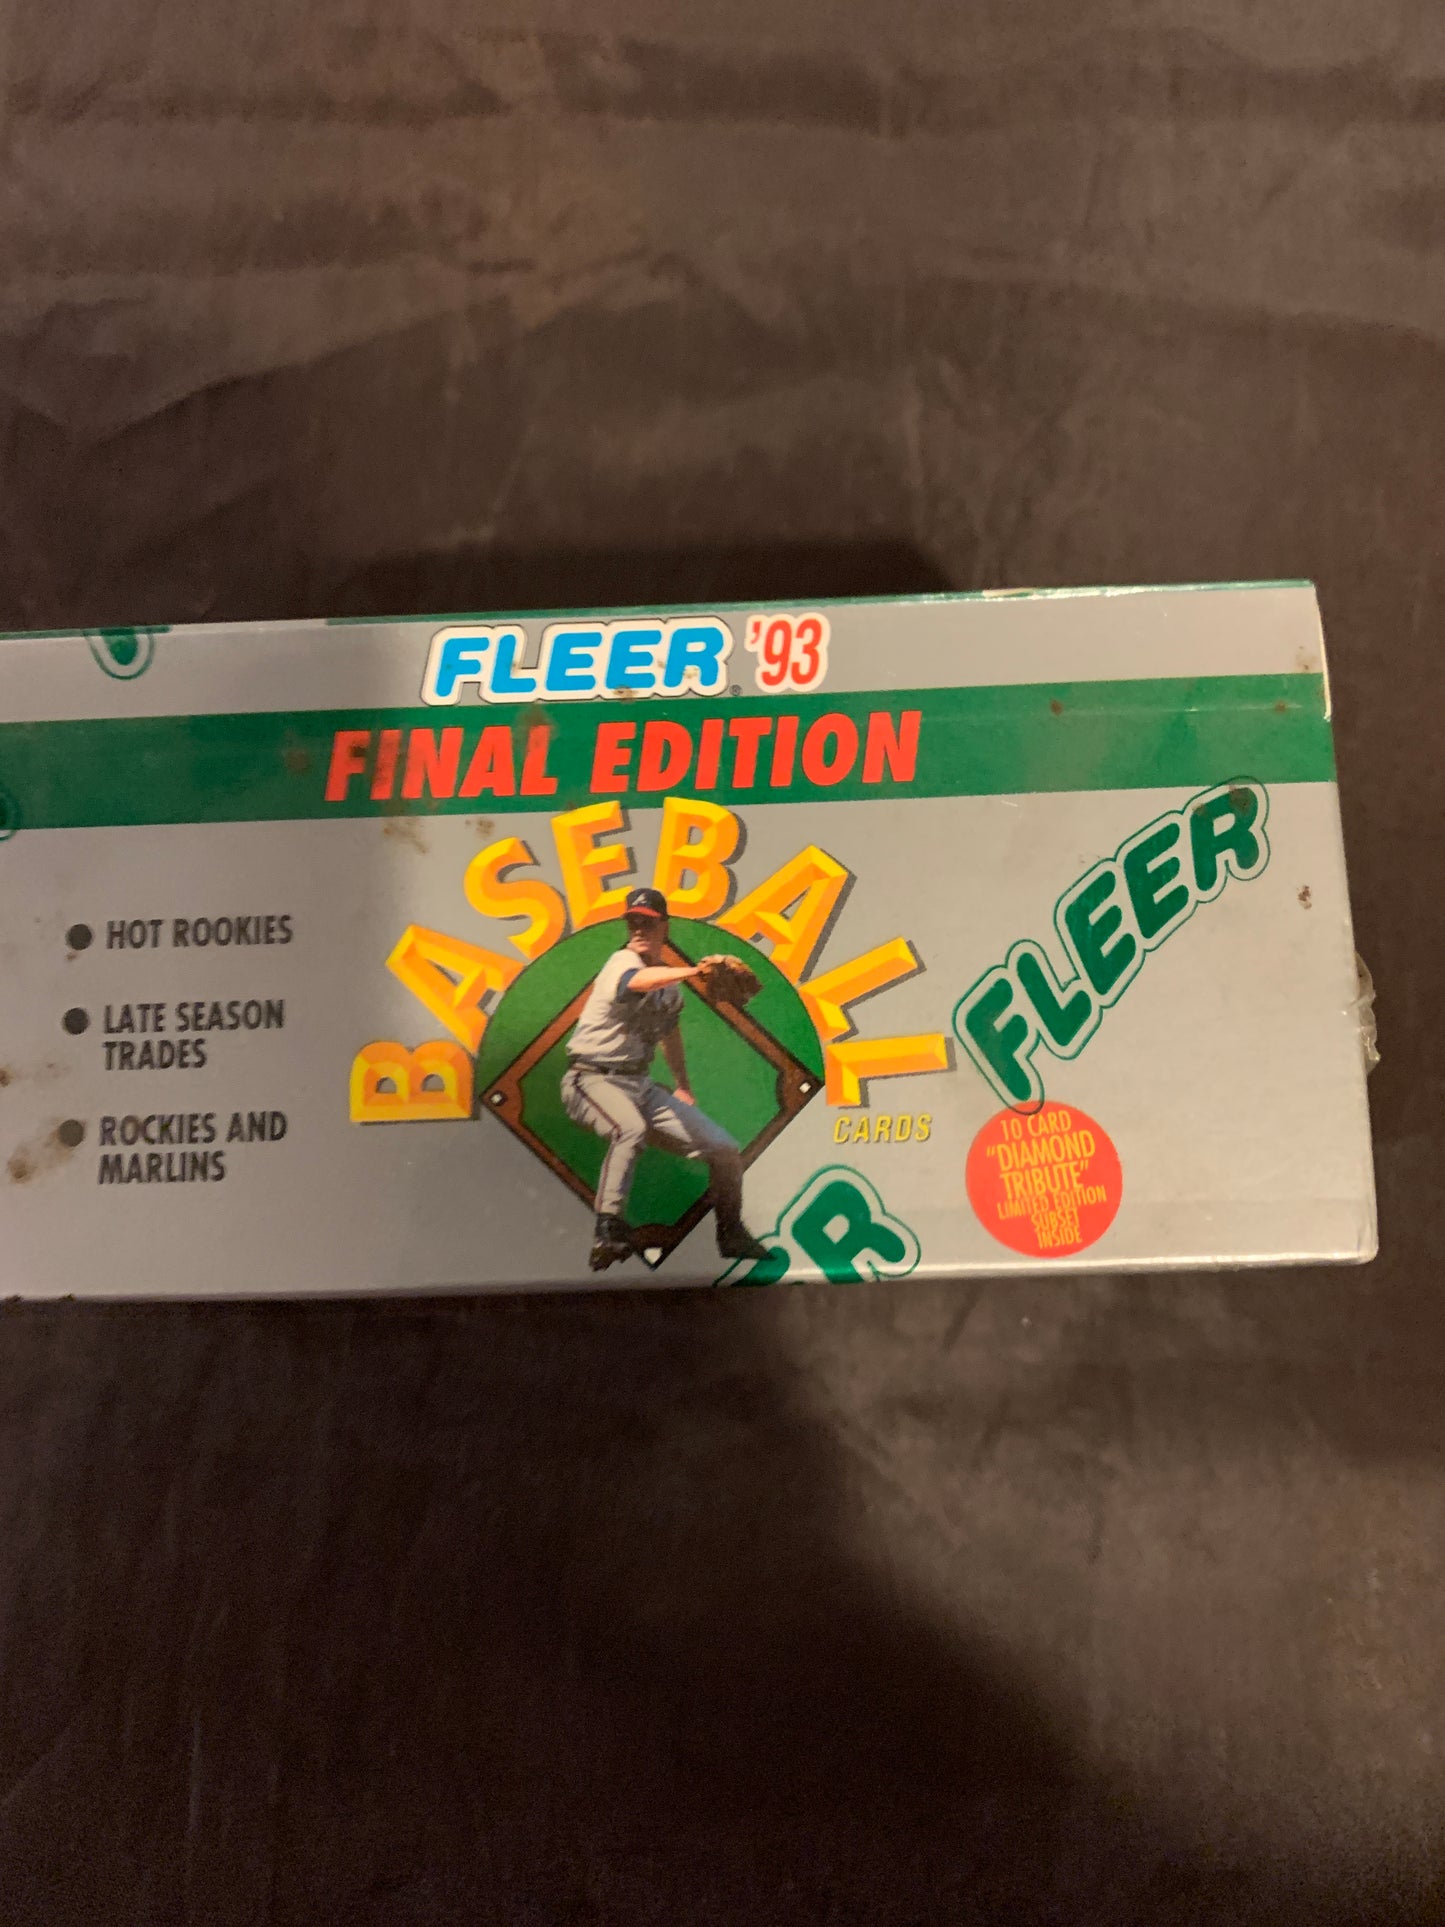 FLEER® '93
FINAL EDITION
BASEBALL
CARDS
● HOT ROOKIES
● LATE SEASON
TRADES
● ROCKIES AND
MARLINS
FLEER
10 CARD
"DIAMOND
TRIBUTE"
LIMITED EDITION
SUBSET
INSIDE
ER